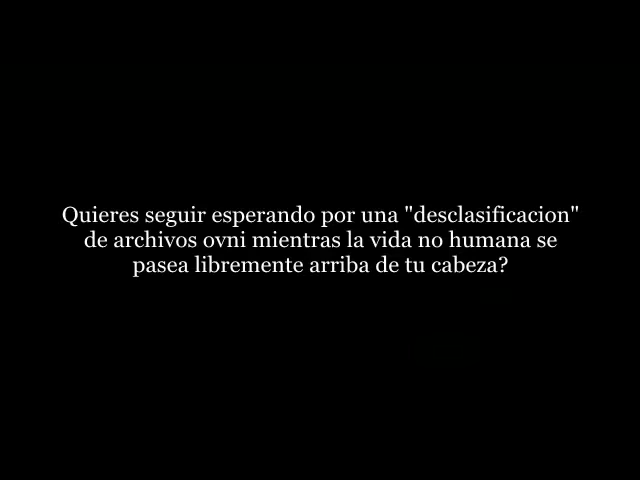 Quieres seguir esperando por una "desclasificacion"
de archivos ovni mientras la vida no humana se
pasea libremente arriba de tu cabeza?